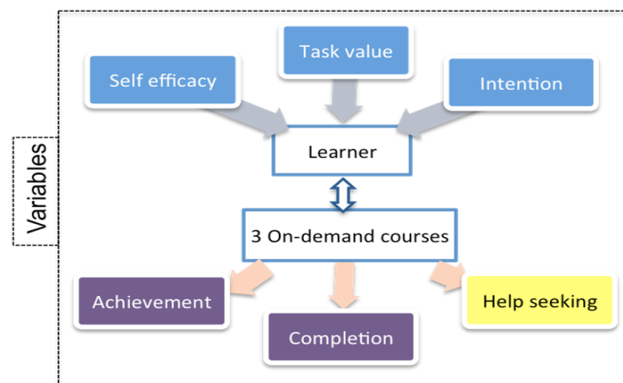 Task value
Self efficacy
Intention
Learner
Variables
3 On-demand courses
Achievement
Help seeking
Completion